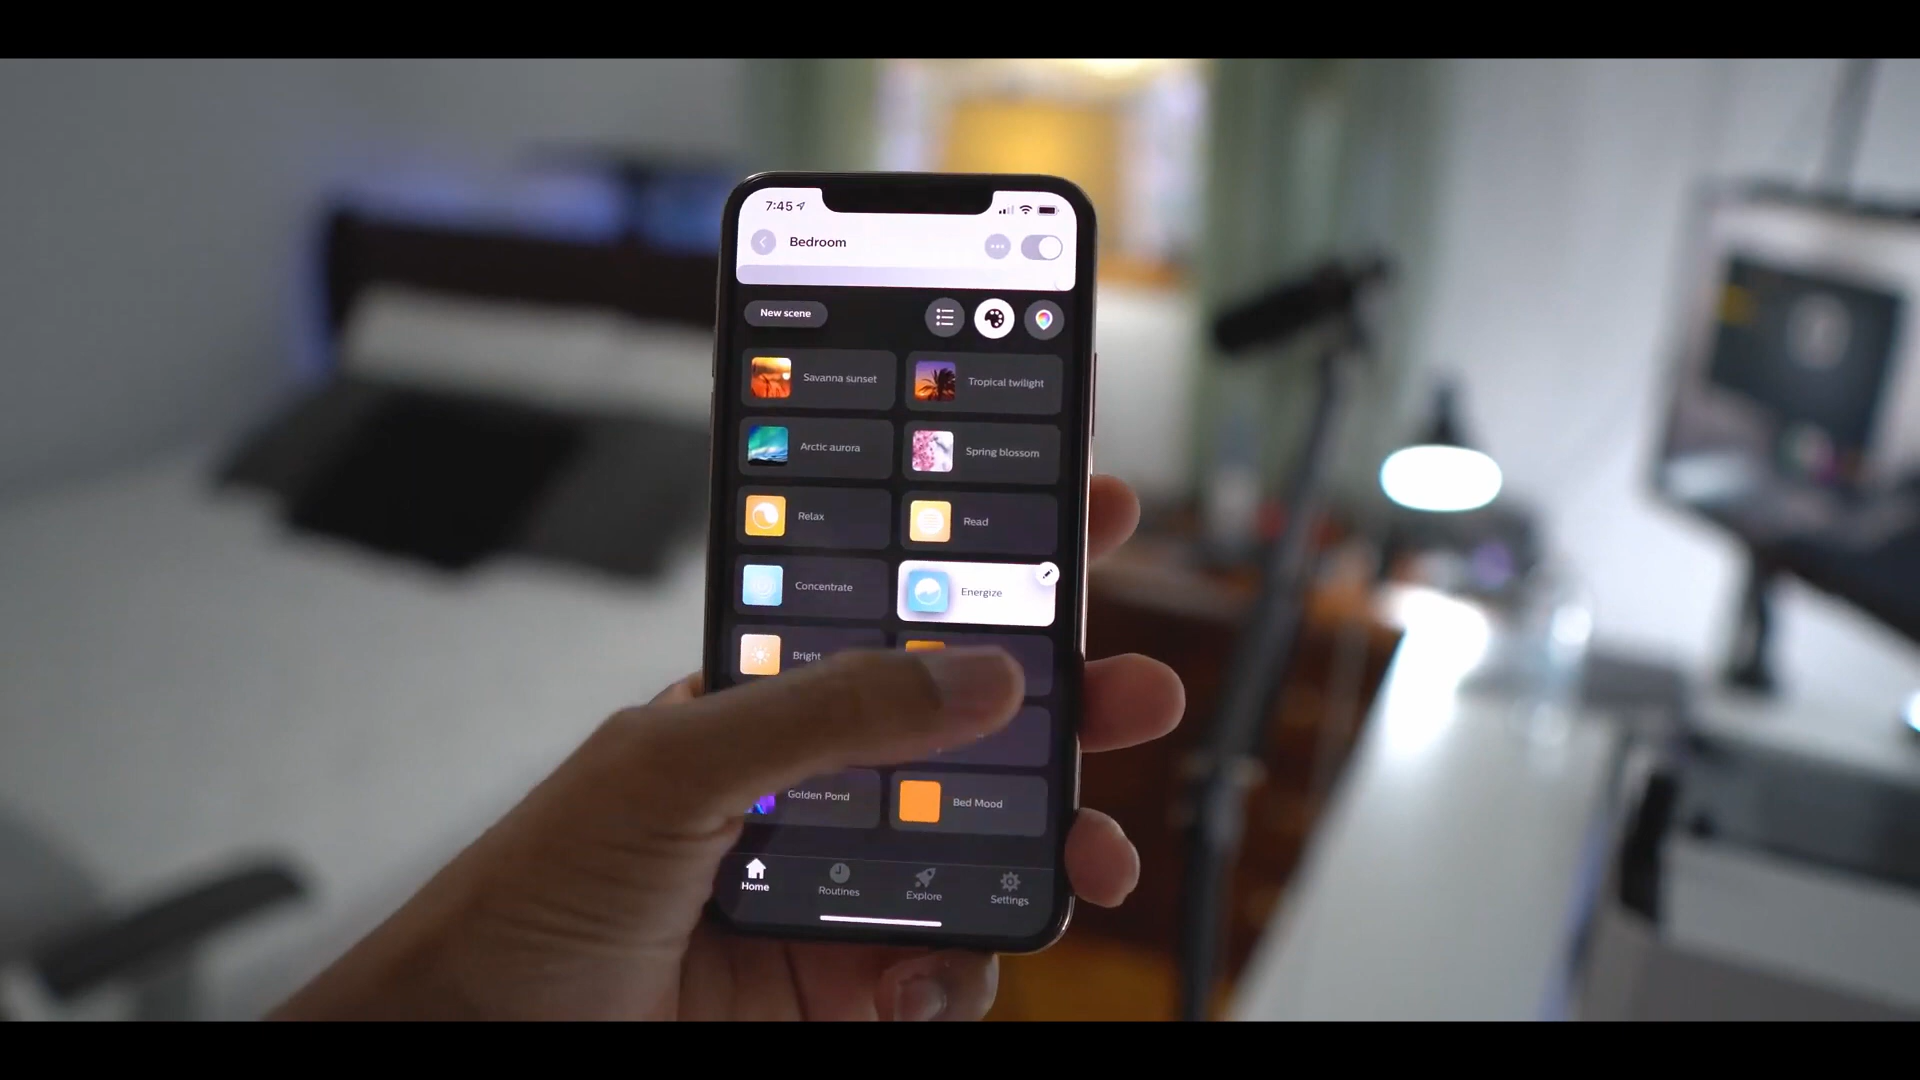 7:45
Bedroom
New scene
Savanna sunset
Tropical twilight
Arctic aurora
Spring blossom
Relax
Read
Concentrate
Energize
Bright
Golden Pond
Bed Mood
Home
Routines
Explore
Settings